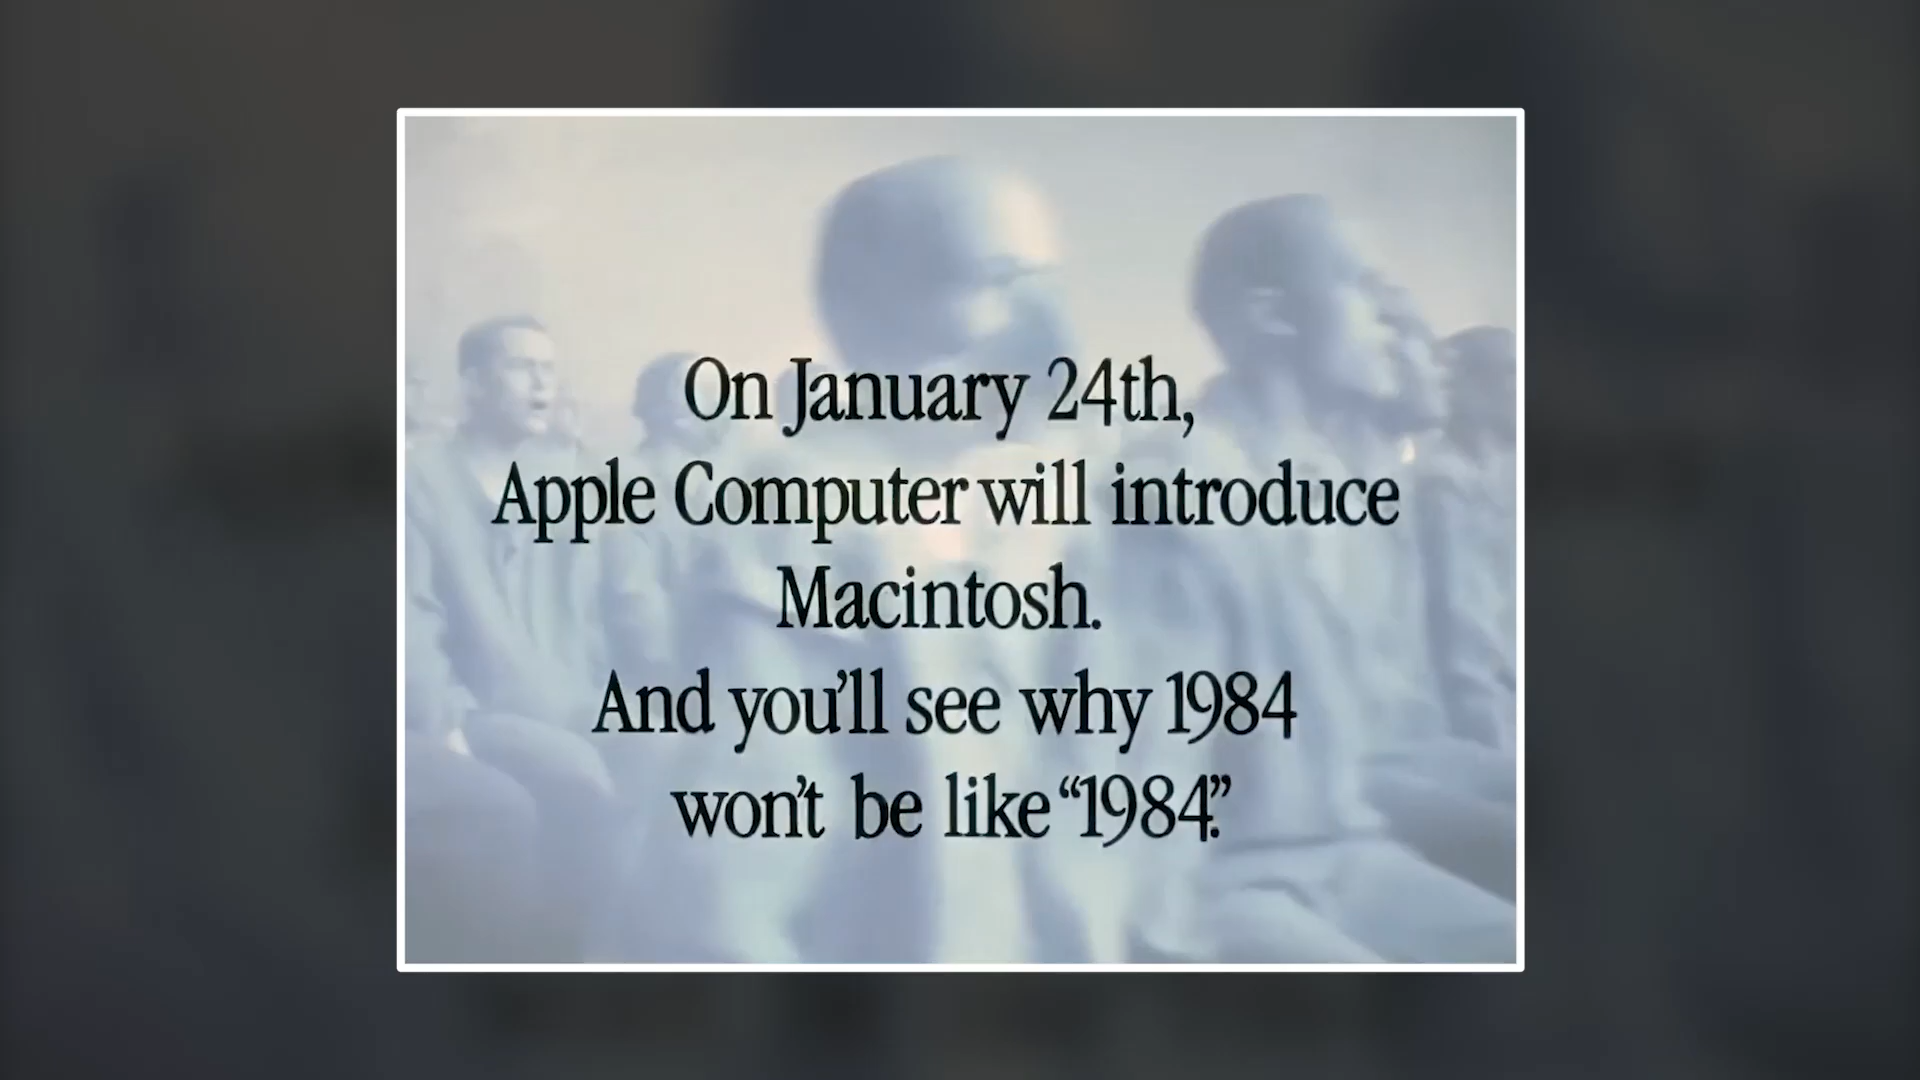 On January 24th,
Apple Computer will introduce
Macintosh.
And you'll see why 1984
won't be like “1984.”